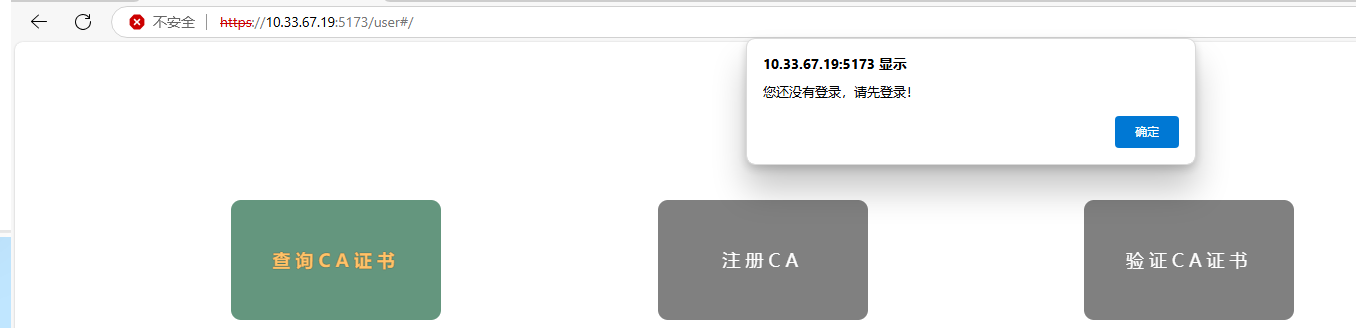 不安全 https://10.33.67.19:5173/user#/
10.33.67.19:5173 显示
您还没有登录，请先登录！
确定
查询CA证书 注册CA 验证CA证书